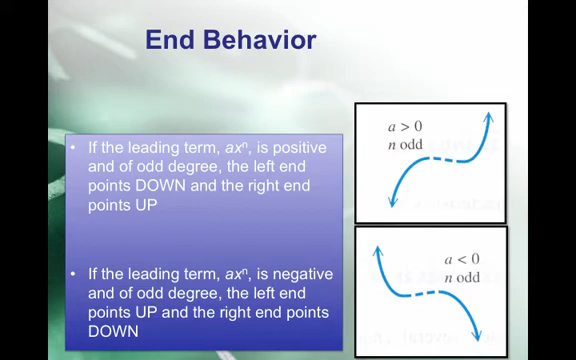 End Behavior
• If the leading term, axⁿ, is positive
and of odd degree, the left end
points DOWN and the right end
points UP
• If the leading term, axⁿ, is negative
and of odd degree, the left end
points UP and the right end points
DOWN
a > 0
n odd
a < 0
n odd